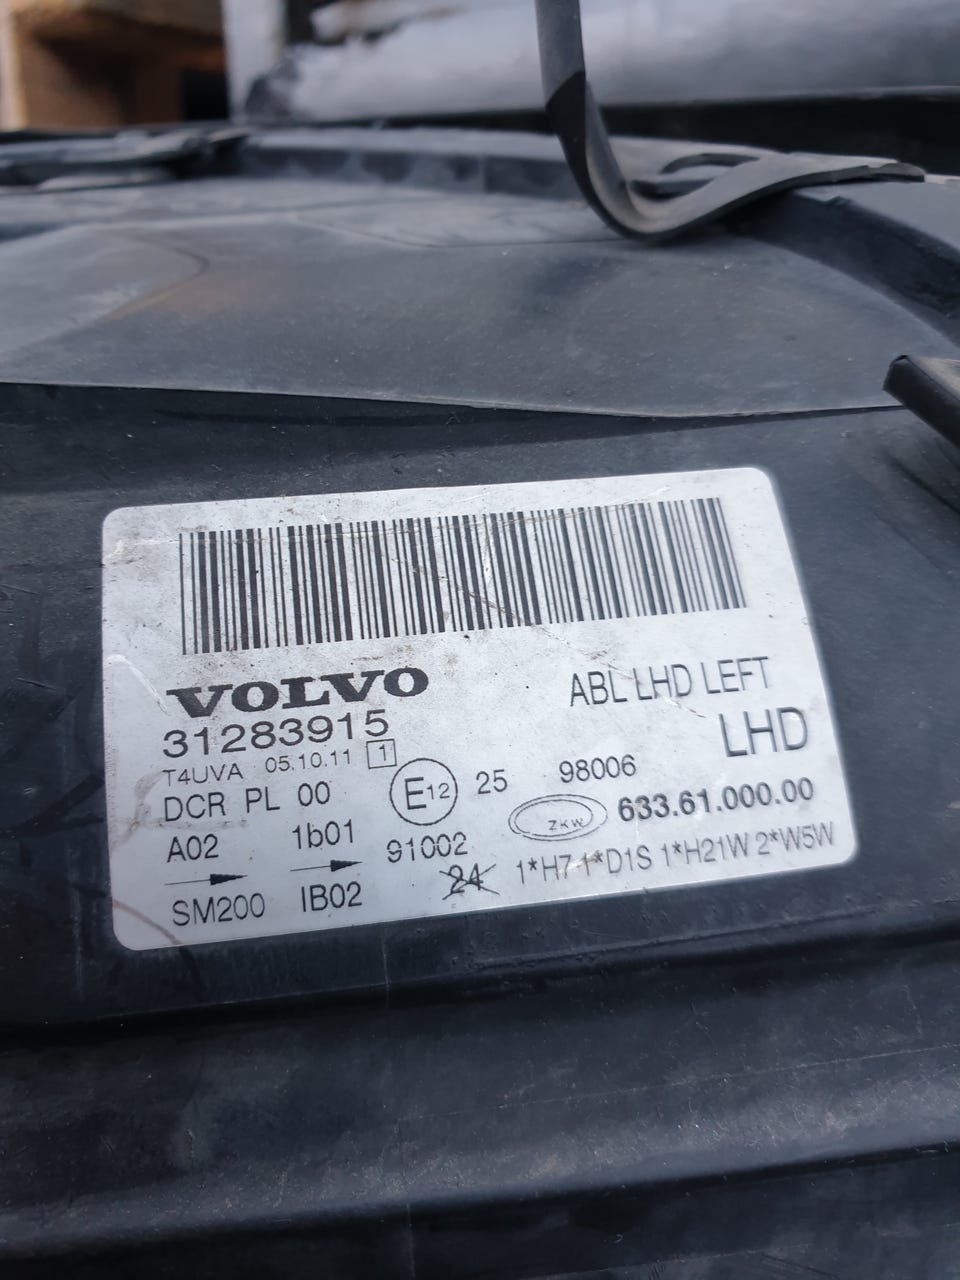 VOLVO
ABL LHD LEFT
31283915
LHD
T4UVA 05.10.11 1
DCR PL 00
E12
25
98006
A02
1b01
91002
ZKW
633.61.000.00
24
1*H7 1*D1S 1*H21W 2*W5W
SM200
IB02